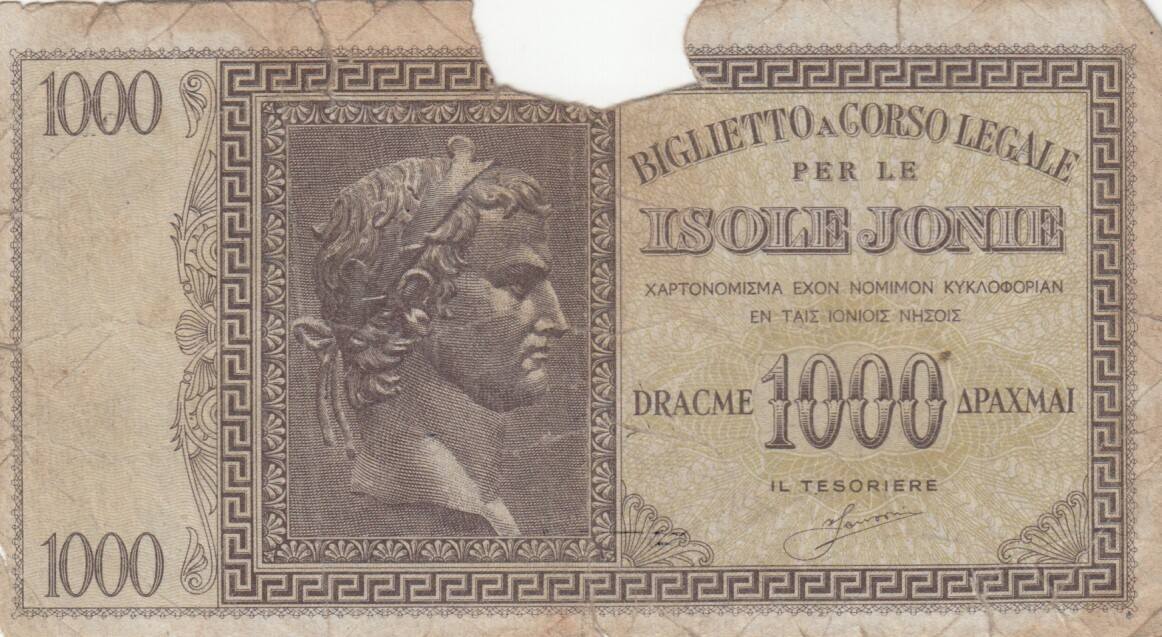 1000
BIGLIETTO A CORSO LEGALE
PER LE
ISOLE JONIE
ΧΑΡΤΟΝΟΜΙΣΜΑ ΕΧΟΝ ΝΟΜΙΜΟΝ ΚΥΚΛΟΦΟΡΙΑΝ
ΕΝ ΤΑΙΣ ΙΟΝΙΟΙΣ ΝΗΣΟΙΣ
DRACME 1000 ΔΡΑΧΜΑΙ
IL TESORIERE
1000